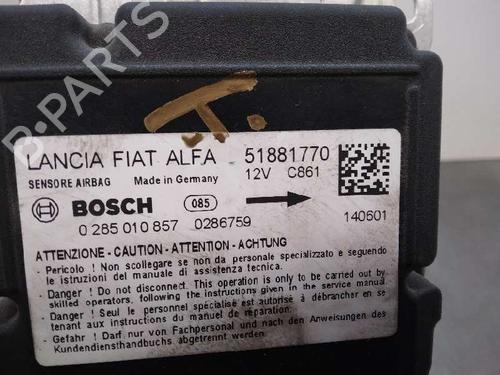 B-PARTS
LANCIA FIAT ALFA 51881770
SENSORE AIRBAG Made in Germany 12V C861
BOSCH 085
0 285 010 857 0286759 140601
ATTENZIONE - CAUTION - ATTENTION - ACHTUNG
- Pericolo ! Non scollegare se non da personale specializzato e seguendo
le istruzioni del manuale di assistenza tecnica.
- Danger ! Do not disconnect. This operation is only to be carried out by
skilled operators, following the instructions given in the service manual.
- Danger ! Seul le personnel spécialisé est autorisé à débrancher en se
tenant aux instructions du manuel de réparation.
- Gefahr ! Darf nur von Fachpersonal und nach den Anweisungen des
Kundendiensthandbuchs abgetrennt werden.